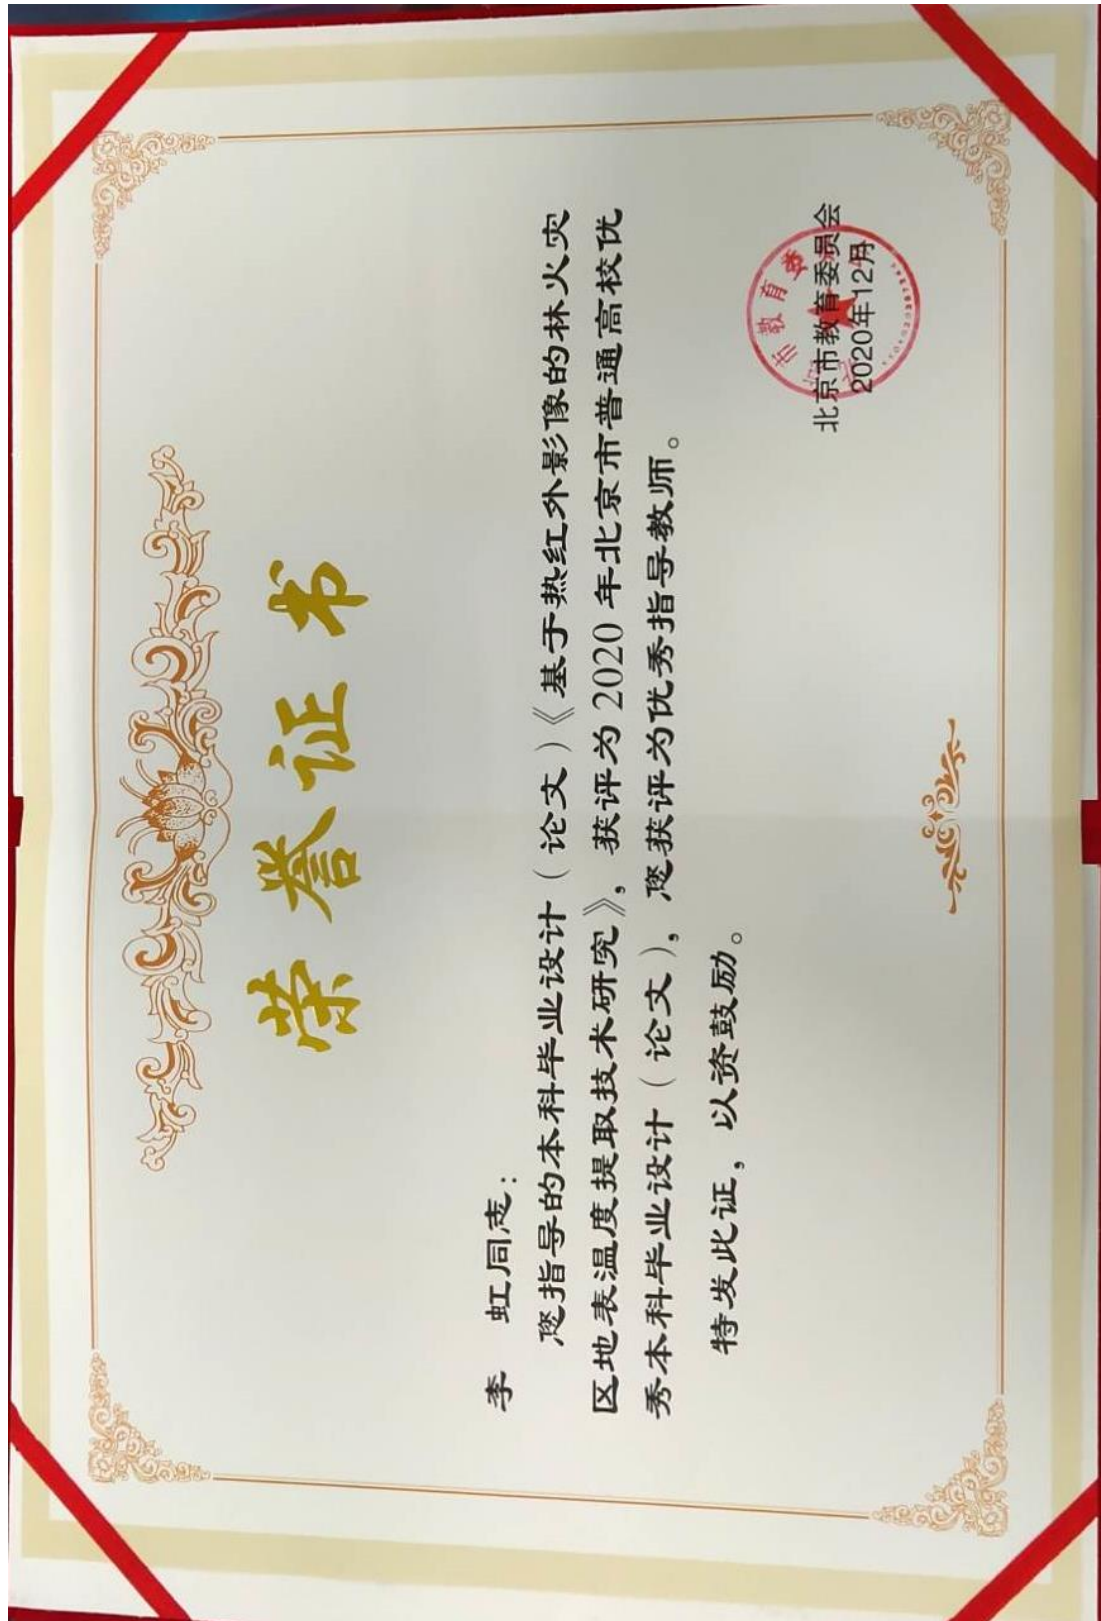 荣誉证书
李 虹同志：
您指导的本科毕业设计（论文）《基于热红外影像的林火灾
区地表温度提取技术研究》，获评为2020年北京市普通高校优
秀本科毕业设计（论文），您获评为优秀指导教师。
特发此证，以资鼓励。
北京市教育委员会
2020年12月